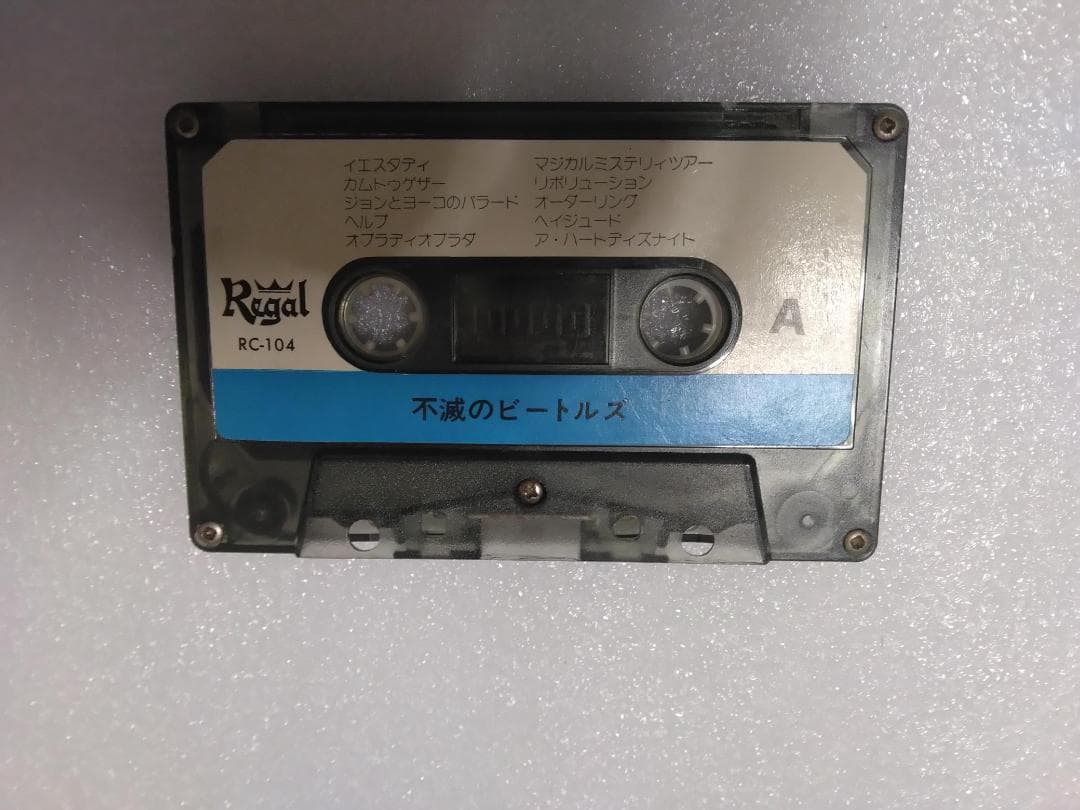 イエスタディ
カムトゥゲザー
ジョンとヨーコのバラード
ヘルプ
オブラディオブラダ
マジカルミステリィツアー
リボリューション
オーダーリング
ヘイジュード
ア・ハートディズナイト
Regal
RC-104
A
不滅のビートルズ